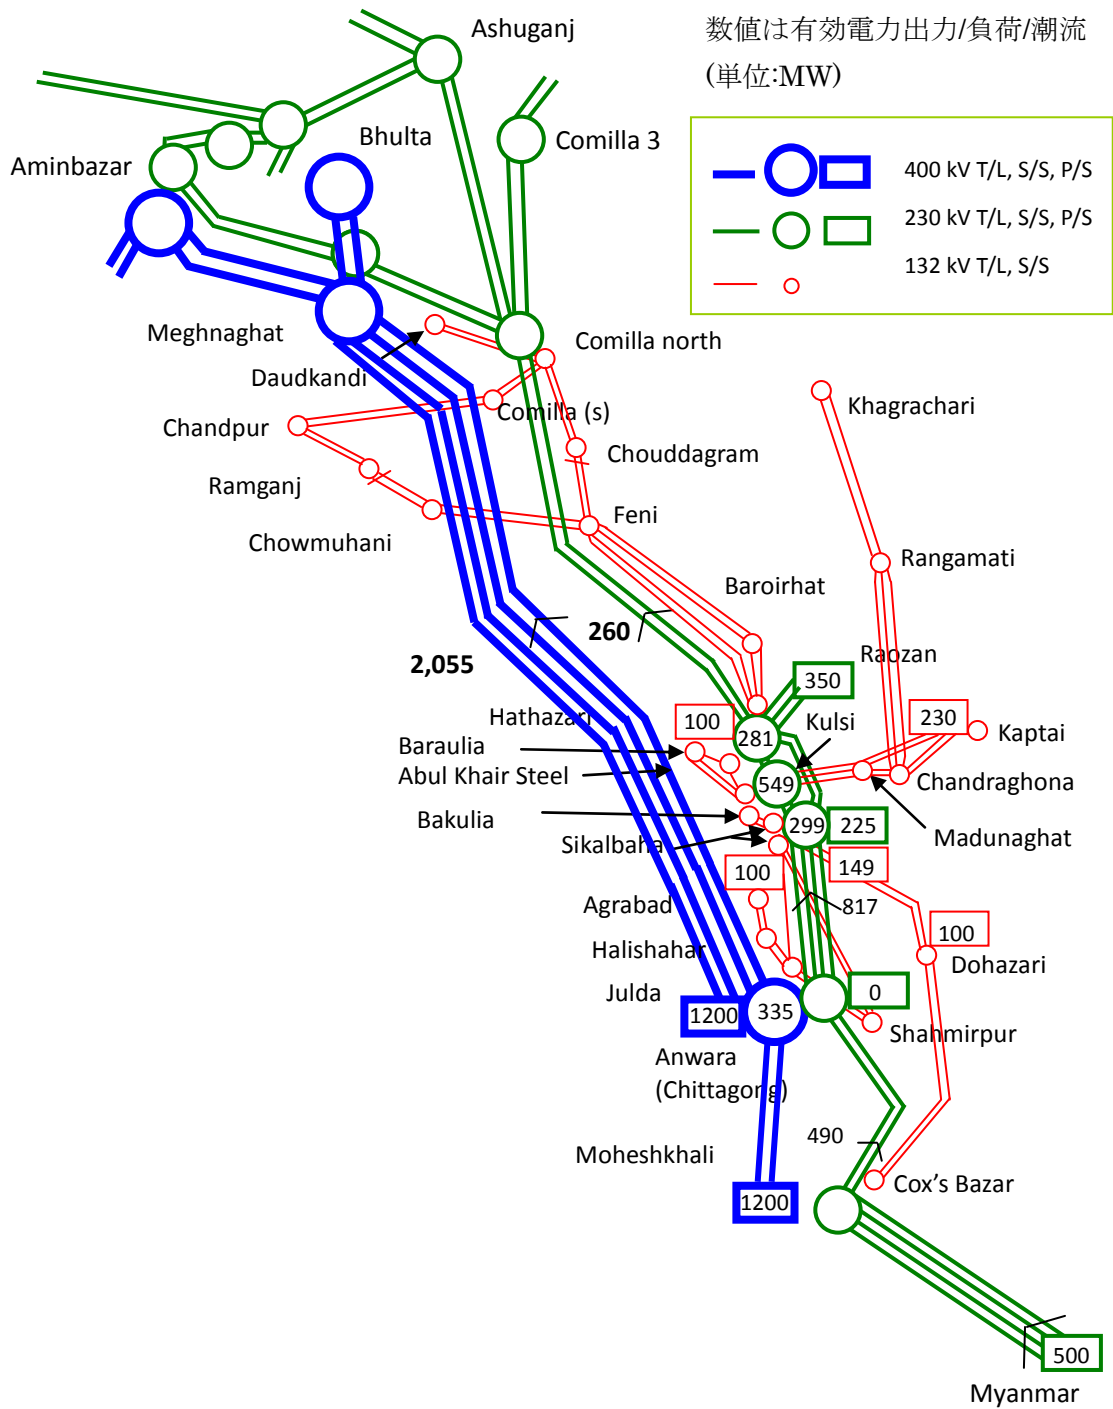 Ashuganj
数値は有効電力出力/負荷/潮流
(単位:MW)
Bhulta
Comilla 3
Aminbazar
400 kV T/L, S/S, P/S
230 kV T/L, S/S, P/S
132 kV T/L, S/S
Meghnaghat
Comilla north
Daudkandi
Khagrachari
Comilla (s)
Chandpur
Chouddagram
Ramganj
Feni
Chowmuhani
Rangamati
Baroirhat
260
2,055
Raozan
350
Hathazari
100
Kulsi
230
Kaptai
281
Baraulia
Abul Khair Steel
549
Chandraghona
Bakulia
299
225
Madunaghat
Sikalbaha
149
100
Agrabad
817
100
Halishahar
Dohazari
Julda
0
1200
335
Shahmirpur
Anwara
(Chittagong)
490
Moheshkhali
Cox's Bazar
1200
500
Myanmar